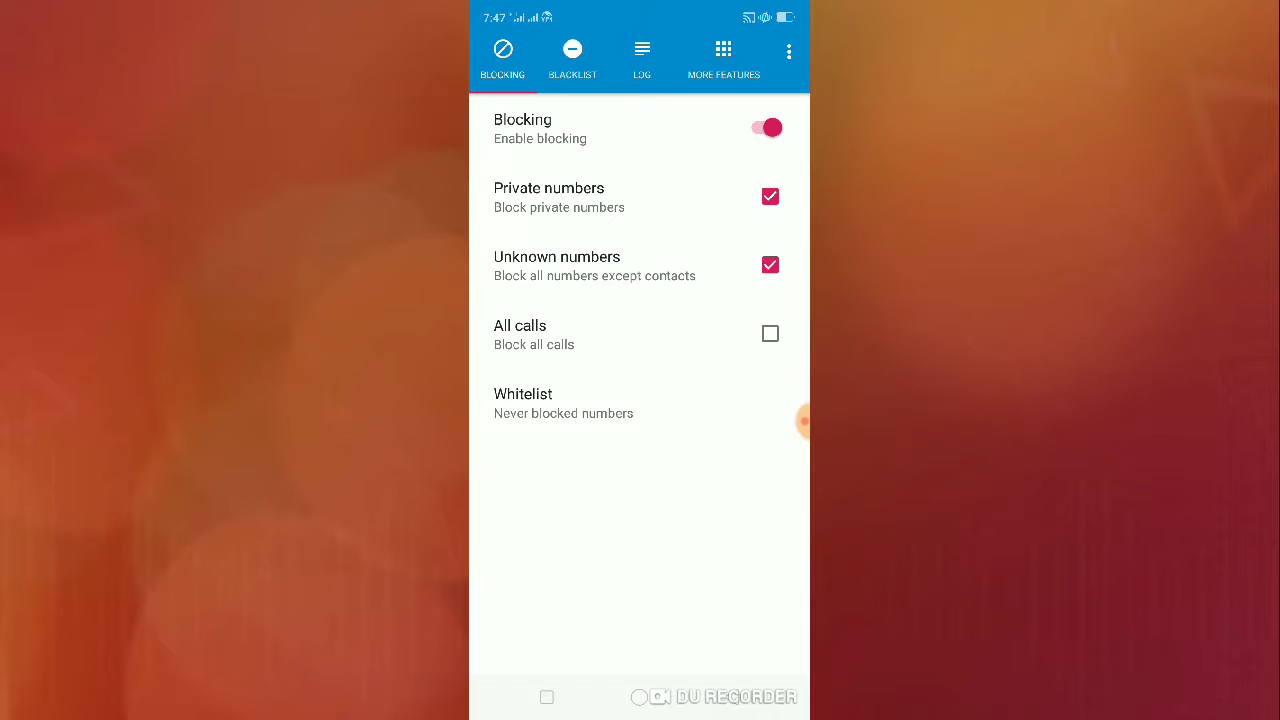 7:47
BLOCKING BLACKLIST LOG MORE FEATURES
Blocking
Enable blocking
Private numbers
Block private numbers
Unknown numbers
Block all numbers except contacts
All calls
Block all calls
Whitelist
Never blocked numbers
DU RECORDER